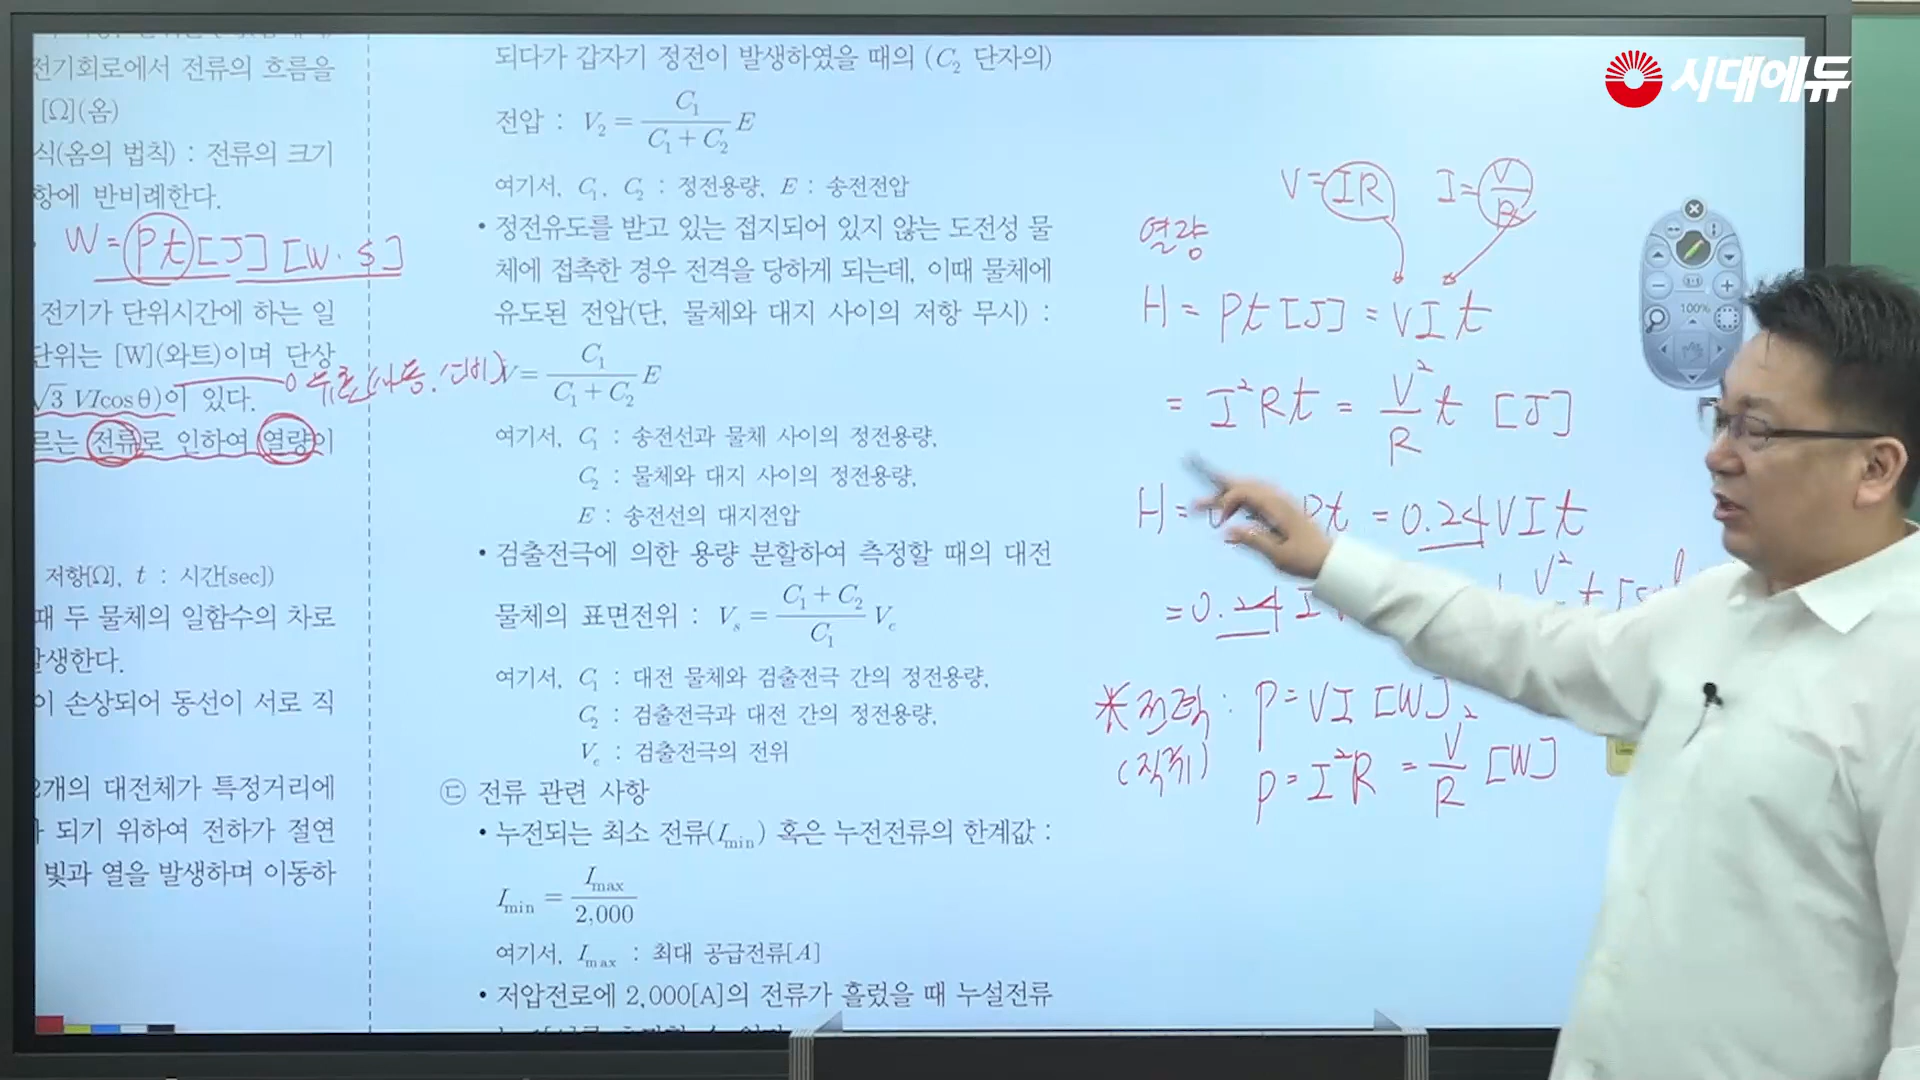 시대에듀
전기회로에서 전류의 흐름을
[Ω](옴)
식(옴의 법칙) : 전류의 크기
항에 반비례한다.
W = Pt [J] [W·S]
전기가 단위시간에 하는 일
단위는 [W](와트)이며 단상
√3 VIcosθ)이 있다.
르는 전류로 인하여 열량이
저항[Ω], t : 시간[sec])
때 두 물체의 일함수의 차로
발생한다.
이 손상되어 동선이 서로 직
2개의 대전체가 특정거리에
되기 위하여 전하가 절연
빛과 열을 발생하며 이동하
되다가 갑자기 정전이 발생하였을 때의 (C₂ 단자의)
전압 : V₂ = C₁ / (C₁ + C₂) E
여기서, C₁, C₂ : 정전용량, E : 송전전압
• 정전유도를 받고 있는 접지되어 있지 않는 도전성 물
체에 접촉한 경우 전격을 당하게 되는데, 이때 물체에
유도된 전압(단, 물체와 대지 사이의 저항 무시) :
V = C₁ / (C₁ + C₂) E
여기서, C₁ : 송전선과 물체 사이의 정전용량,
C₂ : 물체와 대지 사이의 정전용량,
E : 송전선의 대지전압
• 검출전극에 의한 용량 분할하여 측정할 때의 대전
물체의 표면전위 : Vₛ = (C₁ + C₂) / C₁ Vₑ
여기서, C₁ : 대전 물체와 검출전극 간의 정전용량,
C₂ : 검출전극과 대전 간의 정전용량,
Vₑ : 검출전극의 전위
㉢ 전류 관련 사항
• 누전되는 최소 전류(Imin) 혹은 누전전류의 한계값 :
Imin = Imax / 2,000
여기서, Imax : 최대 공급전류[A]
• 저압전로에 2,000[A]의 전류가 흘렀을 때 누설전류
V = IR I = V/R
열량
H = Pt [J] = VIt
= I²Rt = V²/R t [J]
H = Pt = 0.24VIt
= 0.24 I
* 전력 : P = VI [W]
(직류) P = I²R = V²/R [W]
100%